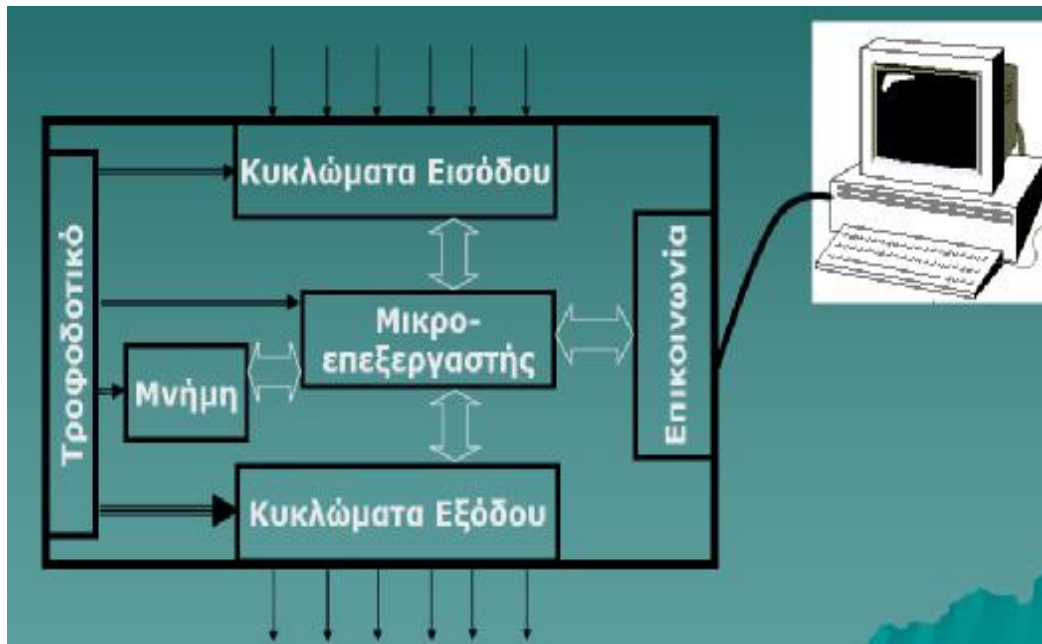 Κυκλώματα Εισόδου
Τροφοδοτικό
Μικρο-
επεξεργαστής
Μνήμη
Επικοινωνία
Κυκλώματα Εξόδου